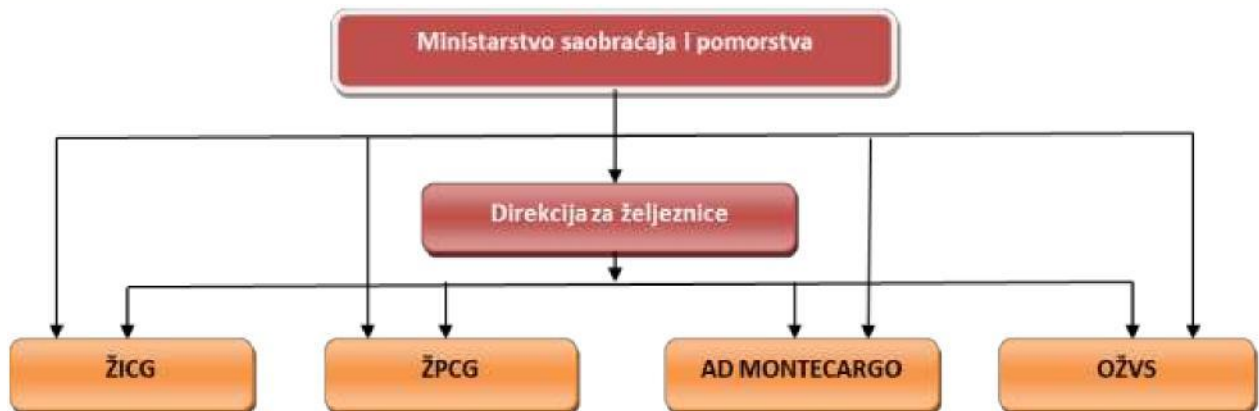 Ministarstvo saobraćaja i pomorstva
Direkcija za željeznice
ŽICG
ŽPCG
AD MONTECARGO
OŽVS